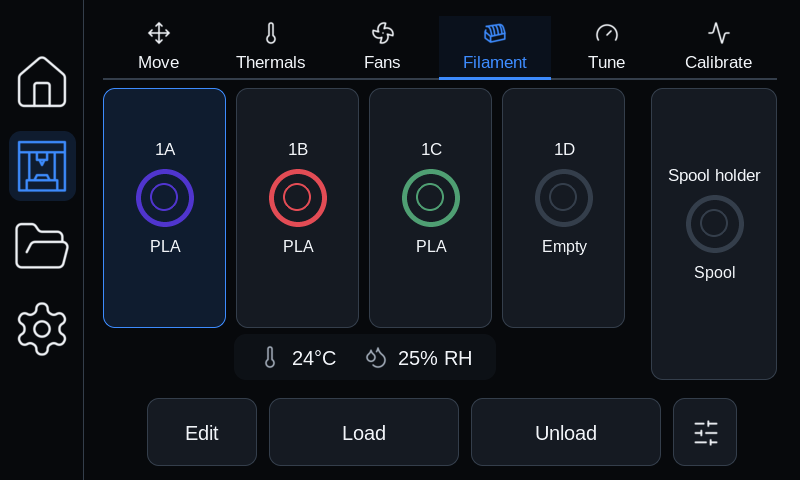 Move
Thermals
Fans
Filament
Tune
Calibrate
1A
PLA
1B
PLA
1C
PLA
1D
Empty
Spool holder
Spool
24°C
25% RH
Edit
Load
Unload